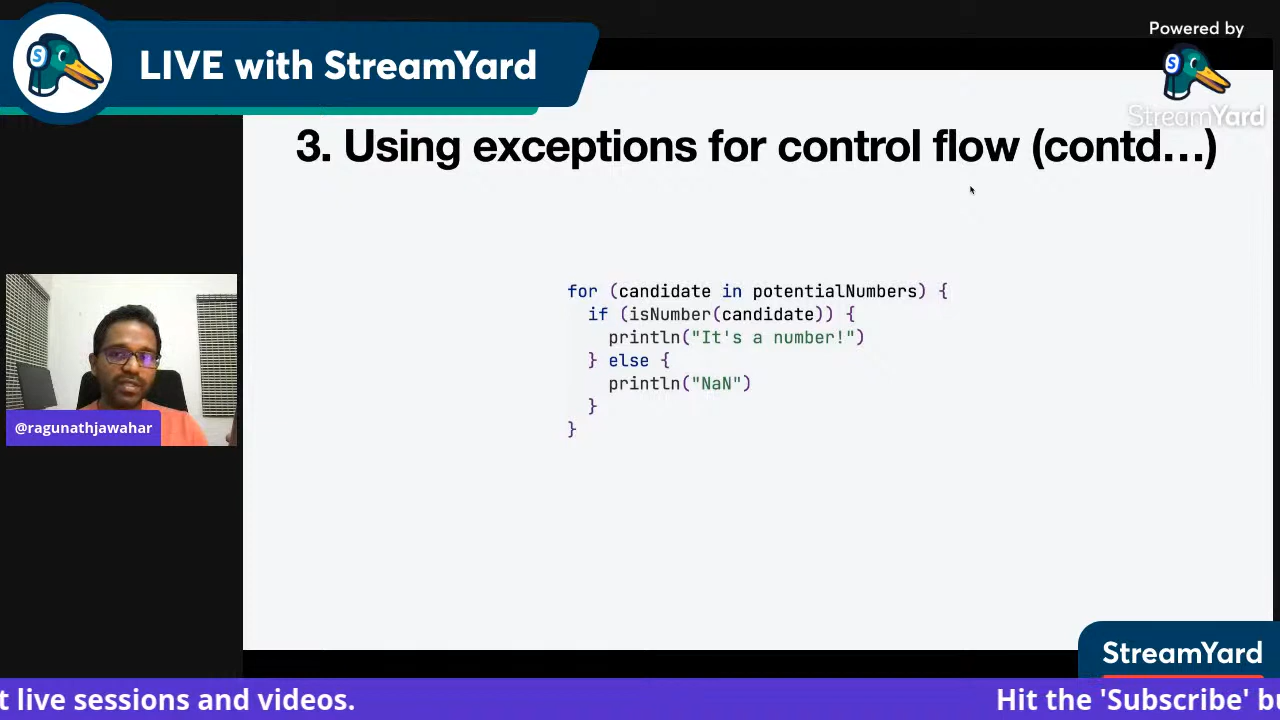 LIVE with StreamYard
Powered by
StreamYard
3. Using exceptions for control flow (contd...)
for (candidate in potentialNumbers) {
  if (isNumber(candidate)) {
    println("It's a number!")
  } else {
    println("NaN")
  }
}
@ragunathjawahar
StreamYard
t live sessions and videos.
Hit the 'Subscribe' bu